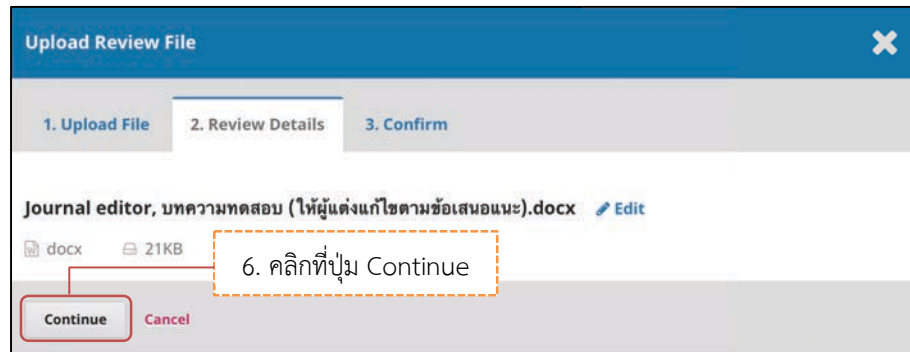 Upload Review File
1. Upload File 2. Review Details 3. Confirm
Journal editor, บทความทดสอบ (ให้ผู้แต่งแก้ไขตามข้อเสนอแนะ).docx Edit
docx 21KB
6. คลิกที่ปุ่ม Continue
Continue Cancel